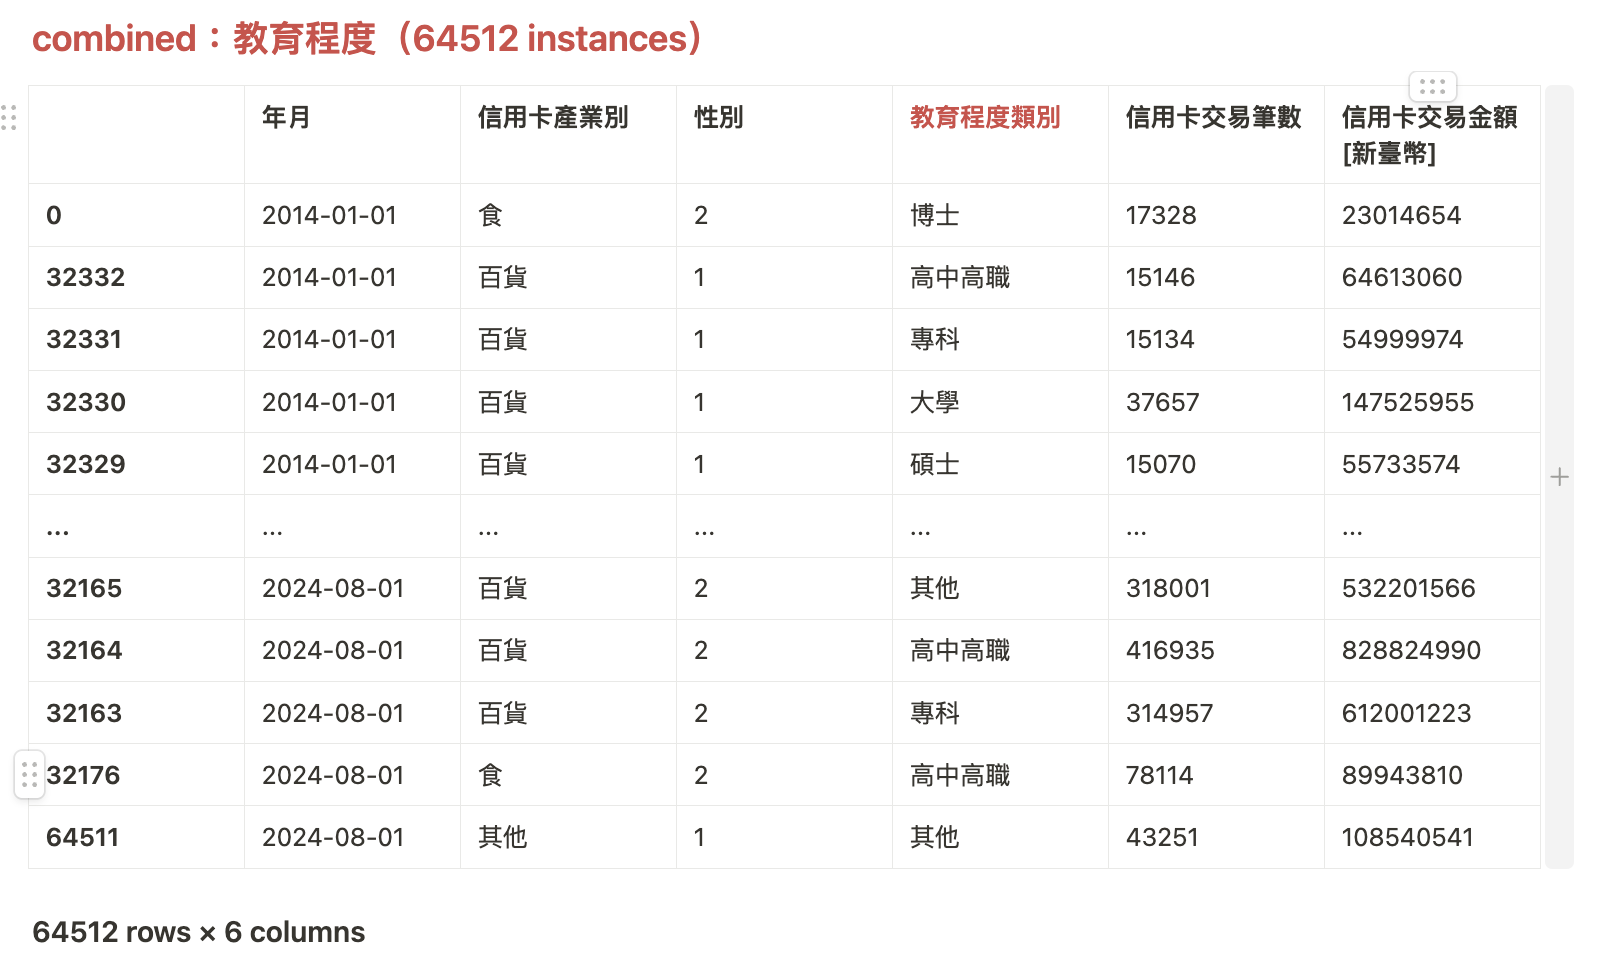 combined：教育程度（64512 instances）
年月 信用卡產業別 性別 教育程度類別 信用卡交易筆數 信用卡交易金額
[新臺幣]
0 2014-01-01 食 2 博士 17328 23014654
32332 2014-01-01 百貨 1 高中高職 15146 64613060
32331 2014-01-01 百貨 1 專科 15134 54999974
32330 2014-01-01 百貨 1 大學 37657 147525955
32329 2014-01-01 百貨 1 碩士 15070 55733574
... ... ... ... ... ... ...
32165 2024-08-01 百貨 2 其他 318001 532201566
32164 2024-08-01 百貨 2 高中高職 416935 828824990
32163 2024-08-01 百貨 2 專科 314957 612001223
32176 2024-08-01 食 2 高中高職 78114 89943810
64511 2024-08-01 其他 1 其他 43251 108540541
64512 rows × 6 columns